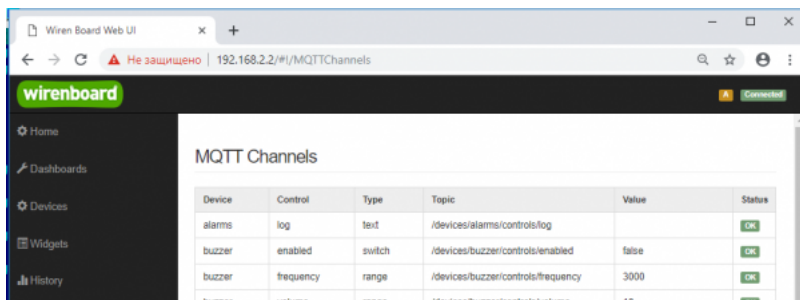 Wiren Board Web UI
Не защищено | 192.168.2.2/#!/MQTTChannels
wirenboard
A Connected
Home
MQTT Channels
Dashboards
Devices
Widgets
History
Device Control Type Topic Value Status
alarms log text /devices/alarms/controls/log OK
buzzer enabled switch /devices/buzzer/controls/enabled false OK
buzzer frequency range /devices/buzzer/controls/frequency 3000 OK